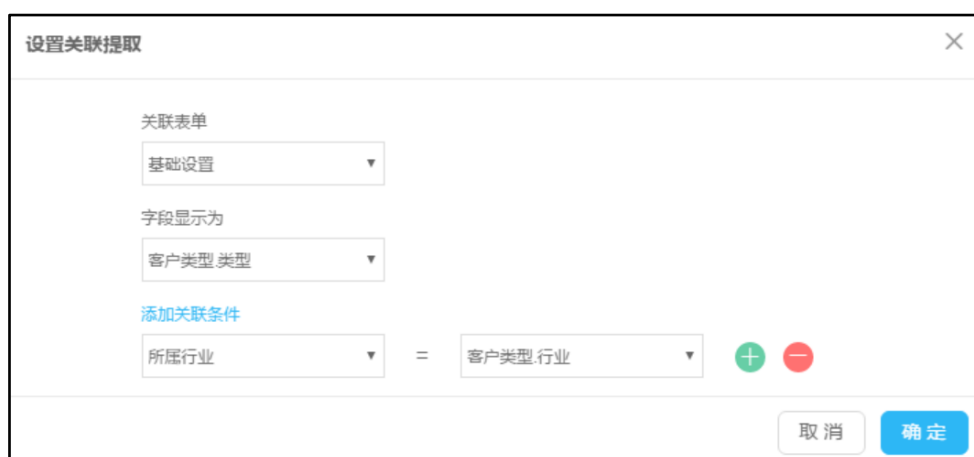 设置关联提取
关联表单
基础设置
字段显示为
客户类型.类型
添加关联条件
所属行业 = 客户类型.行业
取消 确定